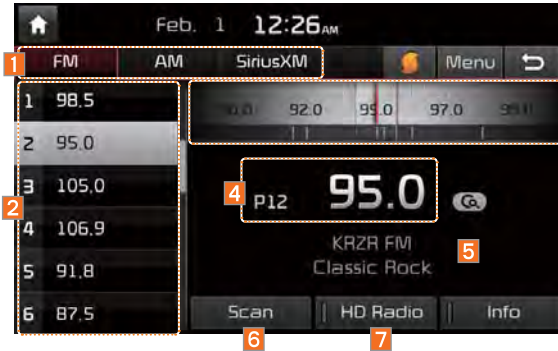 Feb. 1 12:26AM
1
FM AM SiriusXM Menu
2
1 98.5
2 95.0
3 105.0
4 106.9
5 91.8
6 87.5
92.0 95.0 97.0
4
P12 95.0
KRZR FM
Classic Rock
5
Scan HD Radio Info
6 7